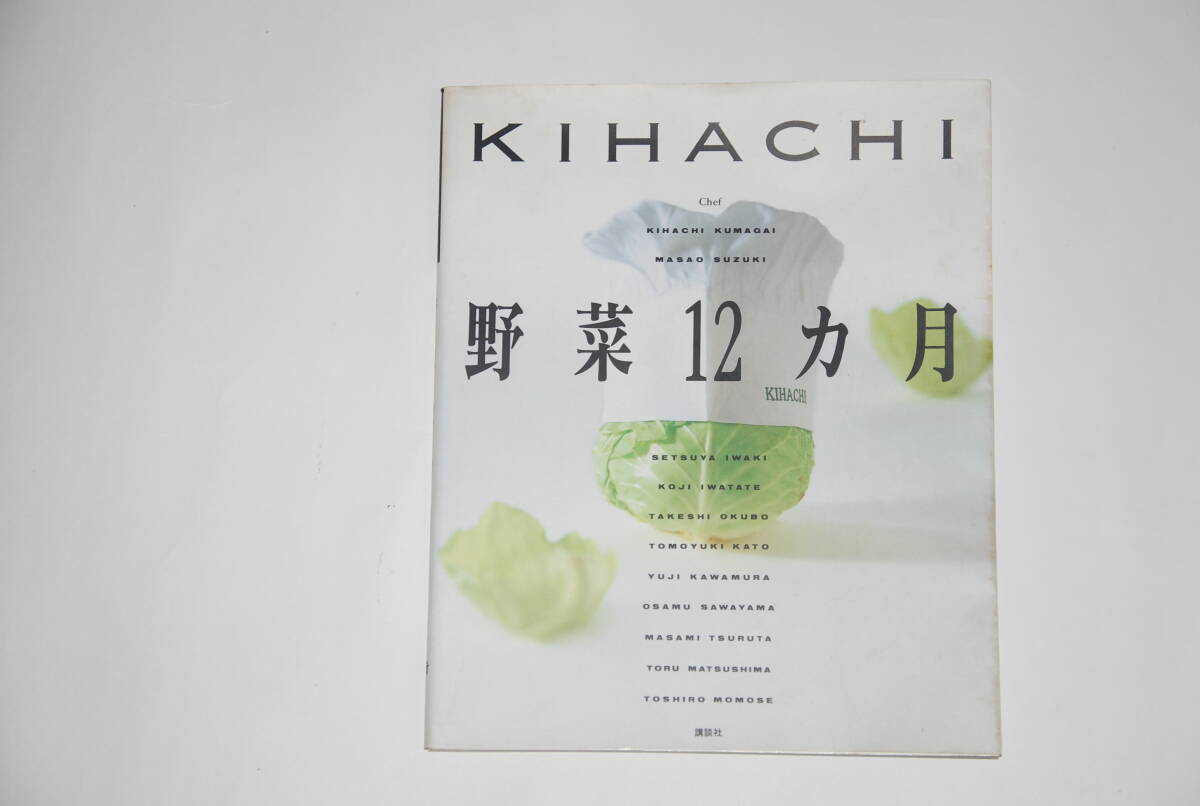 KIHACHI
Chef
KIHACHI KUMAGAI
MASAO SUZUKI
野菜12カ月
KIHACHI
SETSUYA IWAKI
KOJI IWATATE
TAKESHI OKUBO
TOMOYUKI KATO
YUJI KAWAMURA
OSAMU SAWAYAMA
MASAMI TSURUTA
TORU MATSUSHIMA
TOSHIRO MOMOSE
講談社